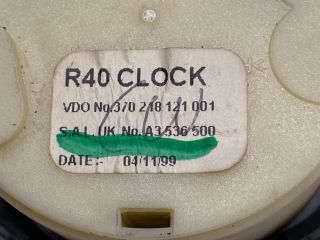 R40 CLOCK
VDO No.370 218 121 001
S.A.L. UK No. A3 536 500
DATE :- 04/11/99